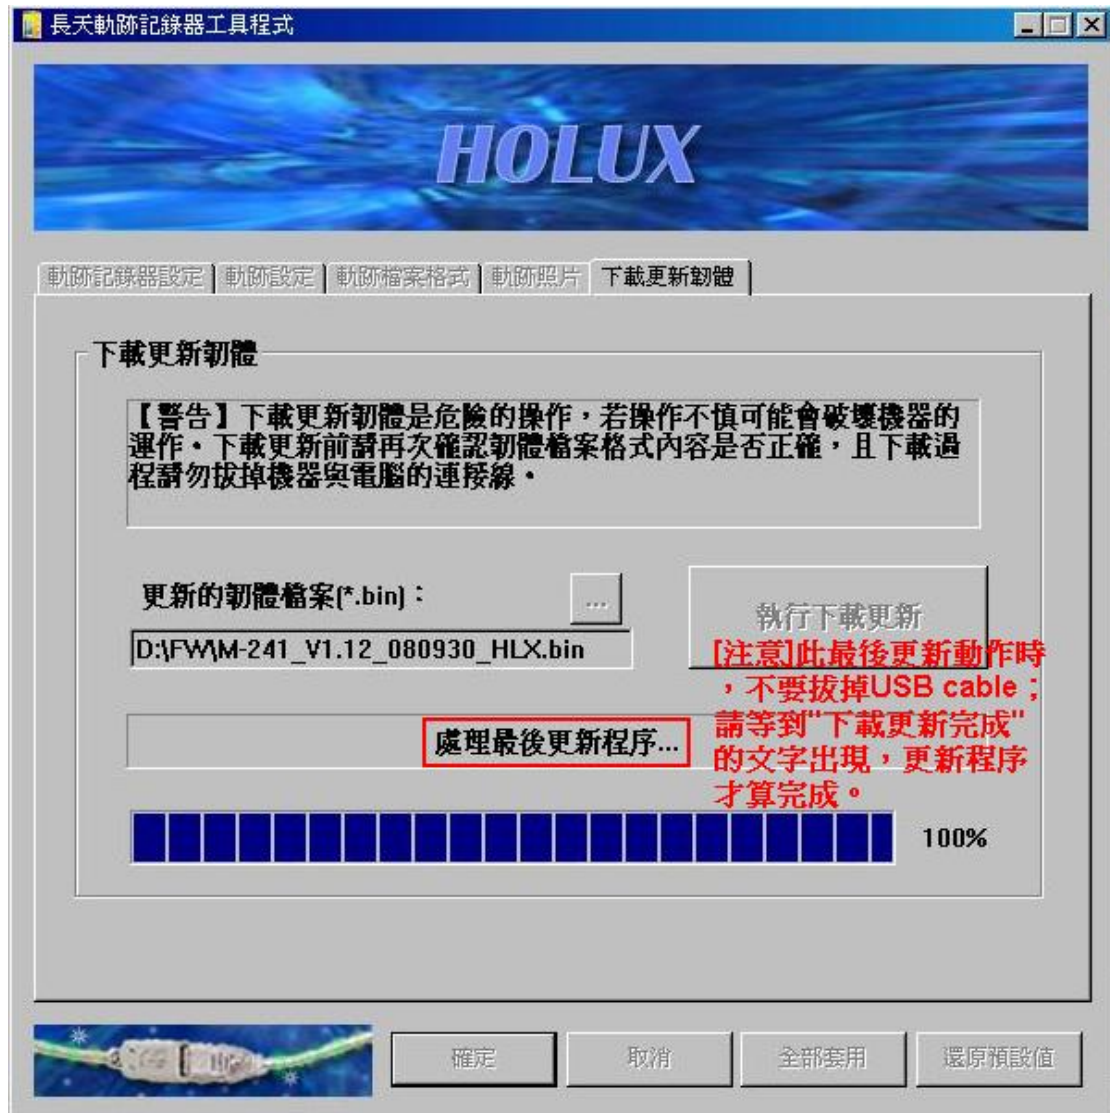 長天軌跡記錄器工具程式
HOLUX
軌跡記錄器設定 軌跡設定 軌跡檔案格式 軌跡照片 下載更新韌體
下載更新韌體
【警告】下載更新韌體是危險的操作，若操作不慎可能會破壞機器的
運作。下載更新前請再次確認韌體檔案格式內容是否正確，且下載過
程請勿拔掉機器與電腦的連接線。
更新的韌體檔案(*.bin)：
...
執行下載更新
D:\FW\M-241_V1.12_080930_HLX.bin
[注意]此最後更新動作時
，不要拔掉USB cable；
請等到"下載更新完成"
的文字出現，更新程序
才算完成。
處理最後更新程序...
100%
確定 取消 全部套用 還原預設值